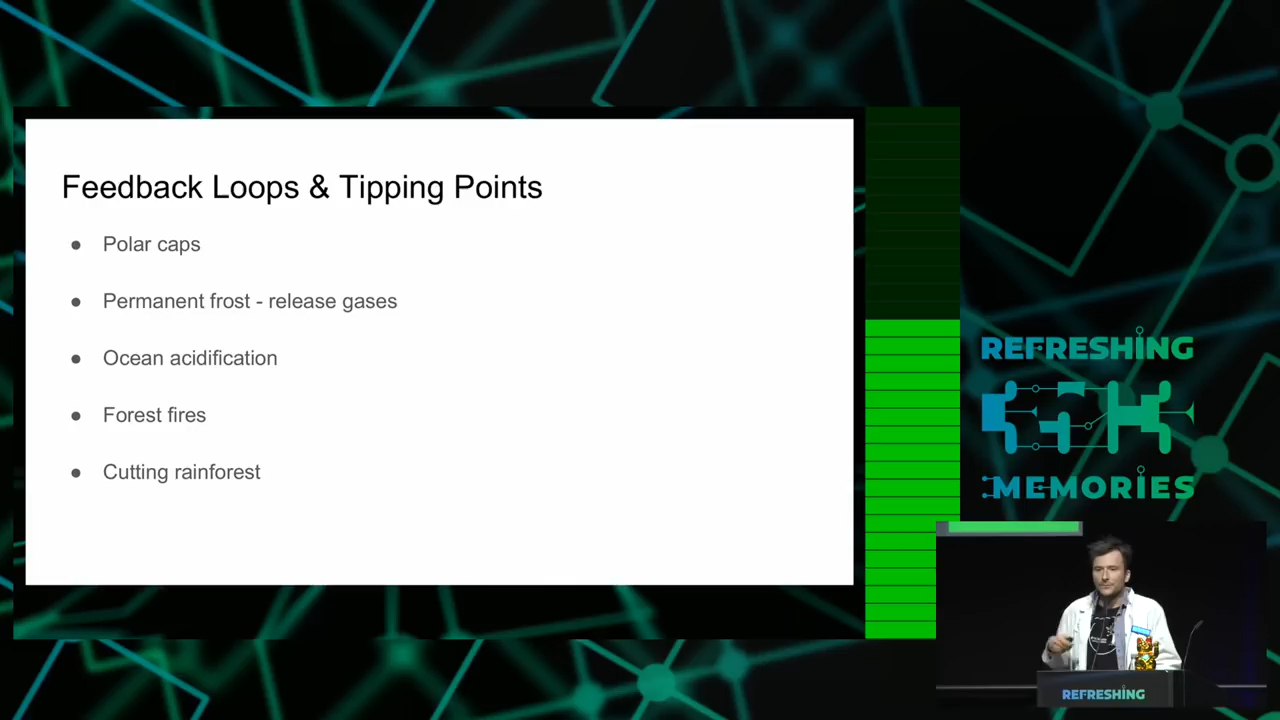 Feedback Loops & Tipping Points
● Polar caps
● Permanent frost - release gases
● Ocean acidification
● Forest fires
● Cutting rainforest
REFRESHING
MEMORIES
REFRESHING